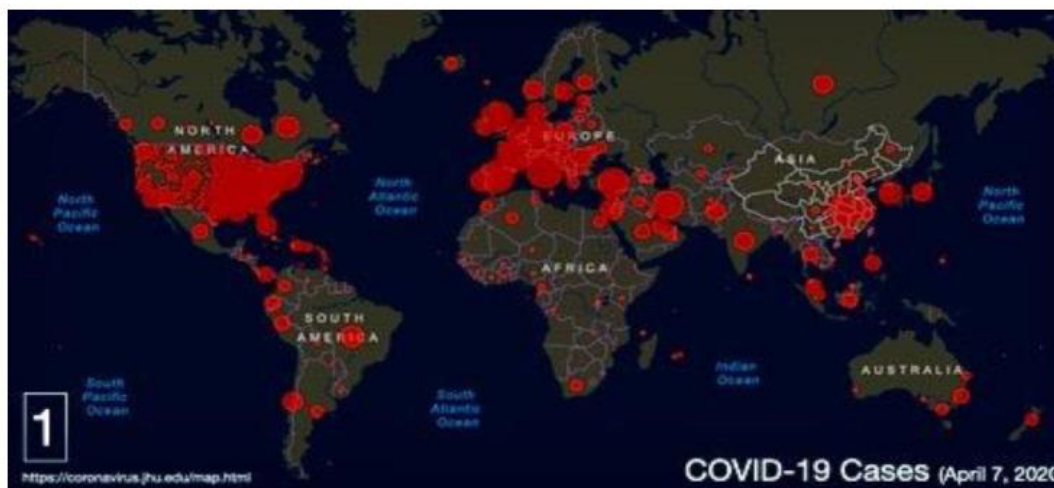 NORTH
AMERICA
EUROPE
ASIA
North
Pacific
Ocean
North
Atlantic
Ocean
North
Pacific
Ocean
AFRICA
SOUTH
AMERICA
Indian
Ocean
AUSTRALIA
South
Pacific
Ocean
South
Atlantic
Ocean
1
https://coronavirus.jhu.edu/map.html
COVID-19 Cases (April 7, 2020